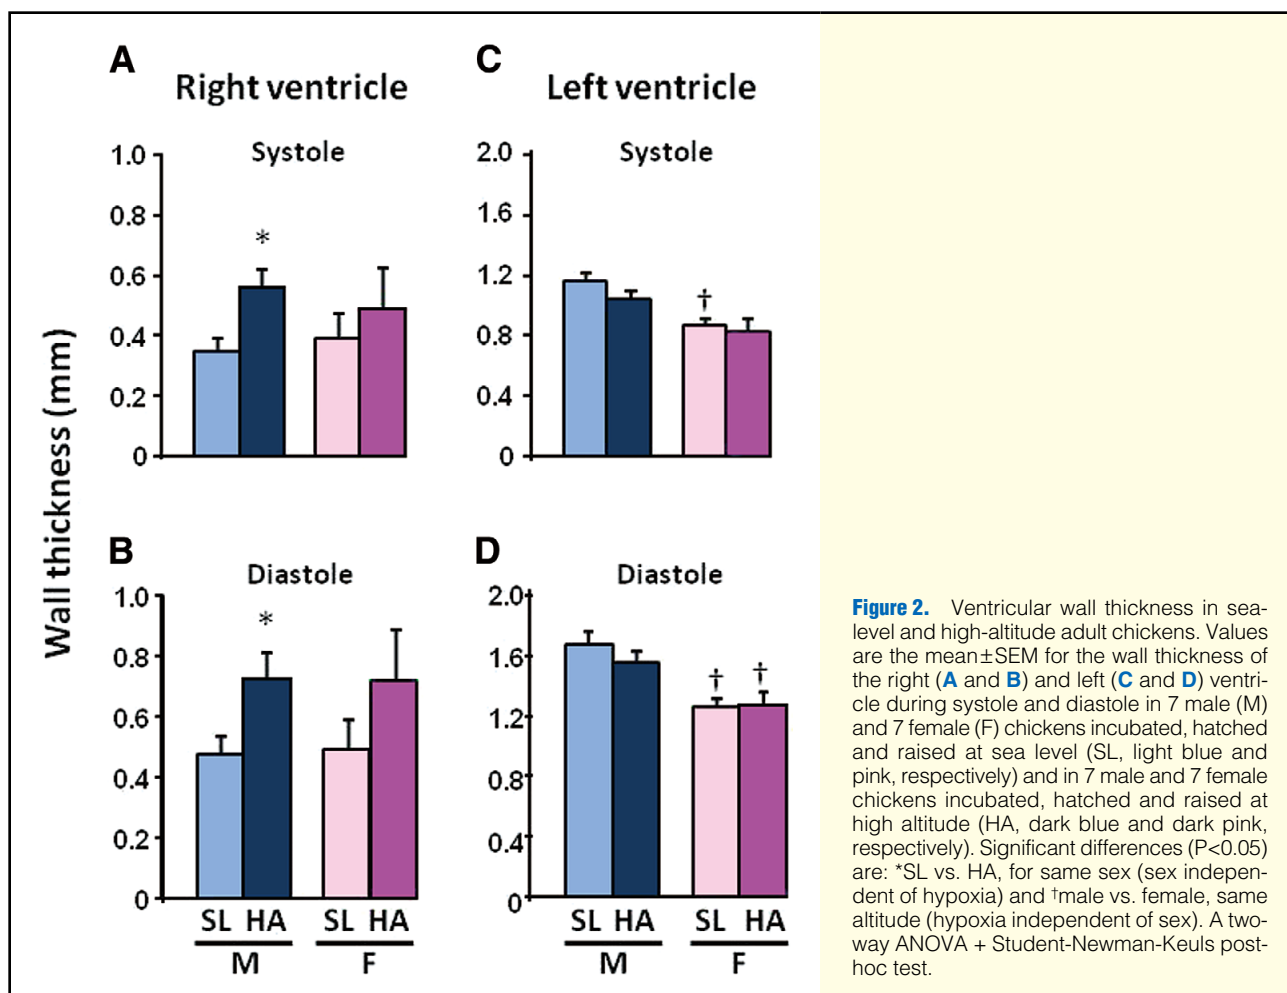 A
Right ventricle
Systole
1.0
0.8
0.6
0.4
0.2
0
*
C
Left ventricle
Systole
2.0
1.6
1.2
0.8
0.4
0
†
Wall thickness (mm)
B
Diastole
1.0
0.8
0.6
0.4
0.2
0
*
SL HA SL HA
M F
D
Diastole
2.0
1.6
1.2
0.8
0.4
0
† †
SL HA SL HA
M F
Figure 2. Ventricular wall thickness in sea-
level and high-altitude adult chickens. Values
are the mean±SEM for the wall thickness of
the right (A and B) and left (C and D) ventri-
cle during systole and diastole in 7 male (M)
and 7 female (F) chickens incubated, hatched
and raised at sea level (SL, light blue and
pink, respectively) and in 7 male and 7 female
chickens incubated, hatched and raised at
high altitude (HA, dark blue and dark pink,
respectively). Significant differences (P<0.05)
are: *SL vs. HA, for same sex (sex indepen-
dent of hypoxia) and †male vs. female, same
altitude (hypoxia independent of sex). A two-
way ANOVA + Student-Newman-Keuls post-
hoc test.